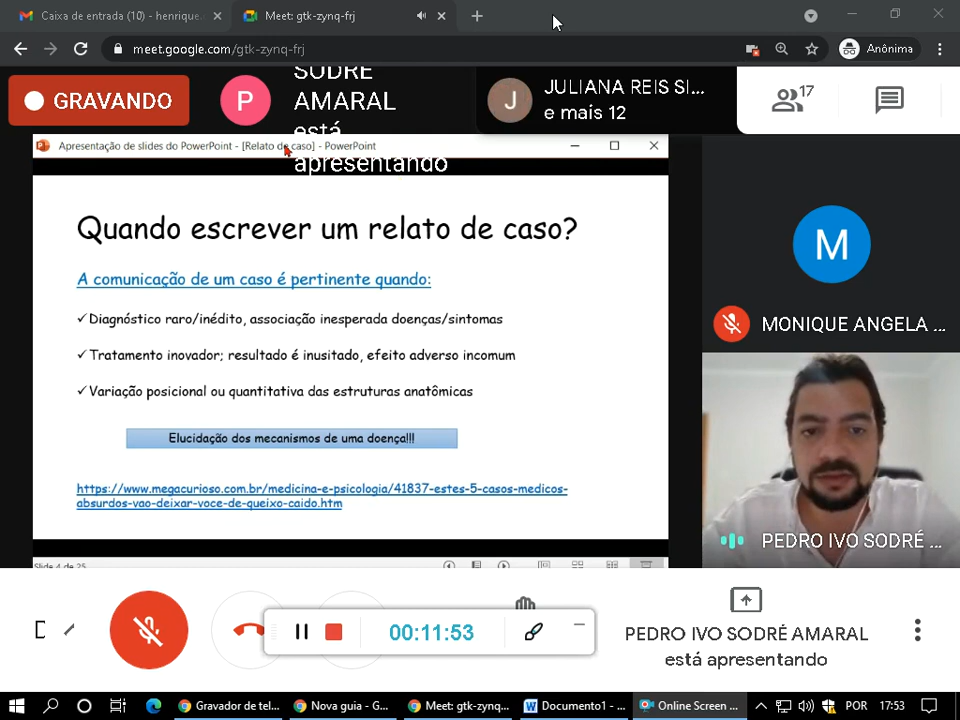 Caixa de entrada (10) - henrique.
Meet: gtk-zynq-frj
meet.google.com/gtk-zynq-frj
Anônima
GRAVANDO
P
SODRÉ
AMARAL
está
apresentando
J
JULIANA REIS SI...
e mais 12
17
Apresentação de slides do PowerPoint - [Relato de caso] - PowerPoint
Quando escrever um relato de caso?
A comunicação de um caso é pertinente quando:
✓Diagnóstico raro/inédito, associação inesperada doenças/sintomas
✓Tratamento inovador; resultado é inusitado, efeito adverso incomum
✓Variação posicional ou quantitativa das estruturas anatômicas
Elucidação dos mecanismos de uma doença!!!
https://www.megacurioso.com.br/medicina-e-psicologia/41837-estes-5-casos-medicos-
absurdos-vao-deixar-voce-de-queixo-caido.htm
Slide 4 de 25
M
MONIQUE ANGELA ...
PEDRO IVO SODRÉ ...
00:11:53
PEDRO IVO SODRÉ AMARAL
está apresentando
Gravador de tel...
Nova guia - G...
Meet: gtk-zynq...
Documento1 - ...
Online Screen ...
POR
17:53